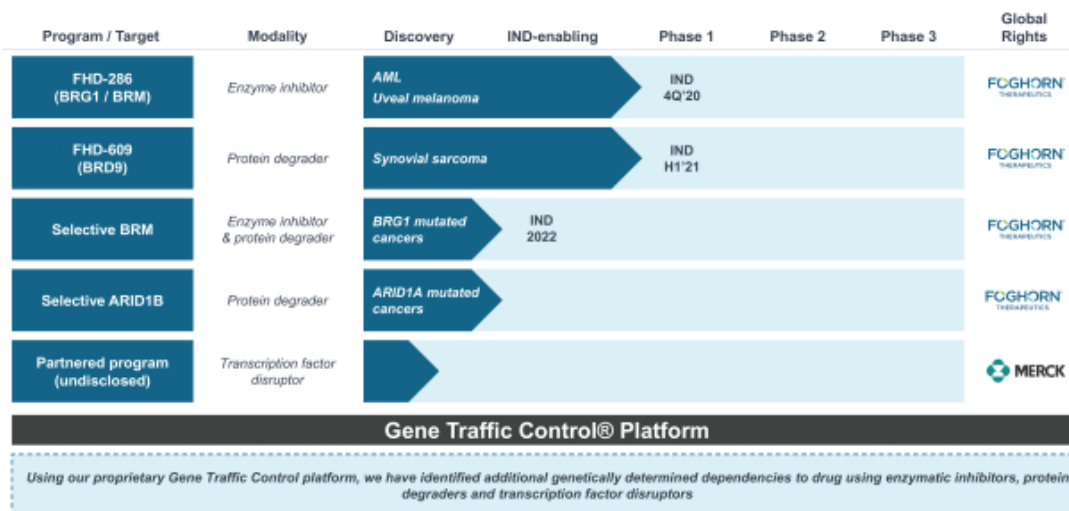 Program / Target Modality Discovery IND-enabling Phase 1 Phase 2 Phase 3 Global
Rights
FHD-286
(BRG1 / BRM)
Enzyme inhibitor
AML
Uveal melanoma
IND
4Q'20
FOGHORN
THERAPEUTICS
FHD-609
(BRD9)
Protein degrader
Synovial sarcoma
IND
H1'21
FOGHORN
THERAPEUTICS
Selective BRM
Enzyme inhibitor
& protein degrader
BRG1 mutated
cancers
IND
2022
FOGHORN
THERAPEUTICS
Selective ARID1B
Protein degrader
ARID1A mutated
cancers
FOGHORN
THERAPEUTICS
Partnered program
(undisclosed)
Transcription factor
disruptor
MERCK
Gene Traffic Control® Platform
Using our proprietary Gene Traffic Control platform, we have identified additional genetically determined dependencies to drug using enzymatic inhibitors, protein
degraders and transcription factor disruptors